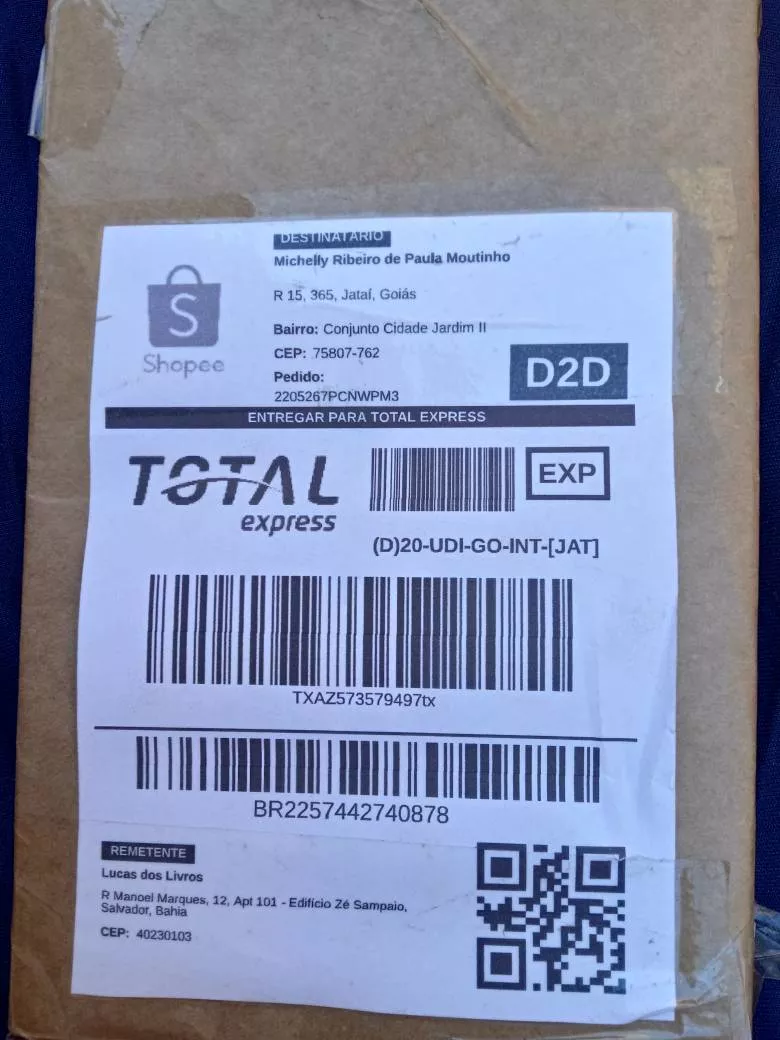 DESTINATÁRIO
Michelly Ribeiro de Paula Moutinho
R 15, 365, Jataí, Goiás
Bairro: Conjunto Cidade Jardim II
CEP: 75807-762
Pedido:
2205267PCNWPM3
S
Shopee
D2D
ENTREGAR PARA TOTAL EXPRESS
TOTAL
express
EXP
(D)20-UDI-GO-INT-[JAT]
TXAZ573579497tx
BR2257442740878
REMETENTE
Lucas dos Livros
R Manoel Marques, 12, Apt 101 - Edifício Zé Sampaio,
Salvador, Bahia
CEP: 40230103